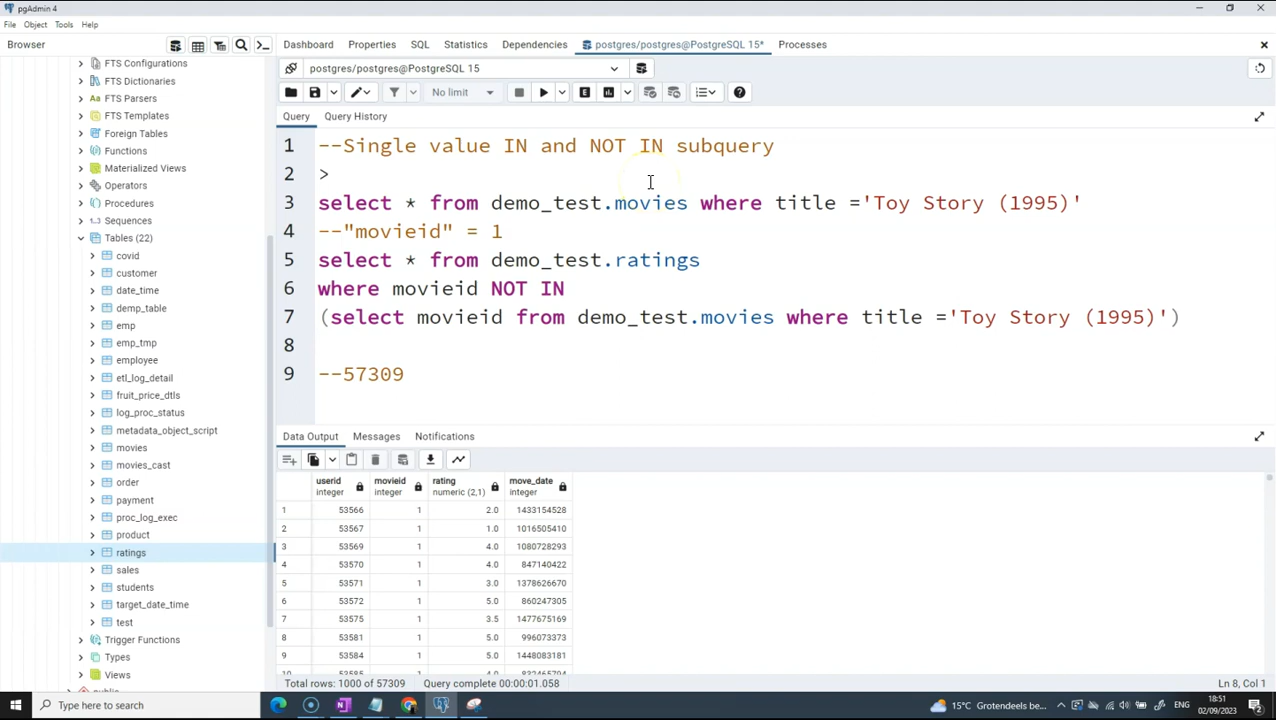 pgAdmin 4
File Object Tools Help
Browser
Dashboard Properties SQL Statistics Dependencies postgres/postgres@PostgreSQL 15* Processes
postgres/postgres@PostgreSQL 15
No limit
Query Query History
1 --Single value IN and NOT IN subquery
2 >
3 select * from demo_test.movies where title ='Toy Story (1995)'
4 --"movieid" = 1
5 select * from demo_test.ratings
6 where movieid NOT IN
7 (select movieid from demo_test.movies where title ='Toy Story (1995)')
8
9 --57309
FTS Configurations
FTS Dictionaries
FTS Parsers
FTS Templates
Foreign Tables
Functions
Materialized Views
Operators
Procedures
Sequences
Tables (22)
covid
customer
date_time
demp_table
emp
emp_tmp
employee
etl_log_detail
fruit_price_dtls
log_proc_status
metadata_object_script
movies
movies_cast
order
payment
proc_log_exec
product
ratings
sales
students
target_date_time
test
Trigger Functions
Types
Views
Data Output Messages Notifications
userid movieid rating move_date
integer integer numeric (2,1) integer
1 53566 1 2.0 1433154528
2 53567 1 1.0 1016505410
3 53569 1 4.0 1080728293
4 53570 1 4.0 847140422
5 53571 1 3.0 1378626670
6 53572 1 5.0 860247305
7 53575 1 3.5 1477675169
8 53581 1 5.0 996073373
9 53584 1 5.0 1448083181
Total rows: 1000 of 57309 Query complete 00:00:01.058 Ln 8, Col 1
Type here to search
15°C Grotendeels be... ENG
18:51
02/09/2023